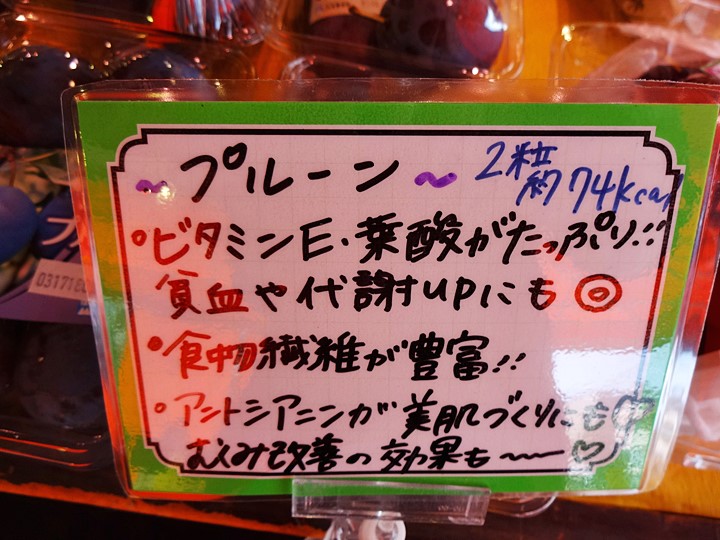 ~プルーン~
2粒
約74kcal
•ビタミンE・葉酸がたっぷり!!
貧血や代謝upにも◎
•食物繊維が豊富!!
•アントシアニンが美肌づくりにも♡
むくみ改善の効果も〜♡